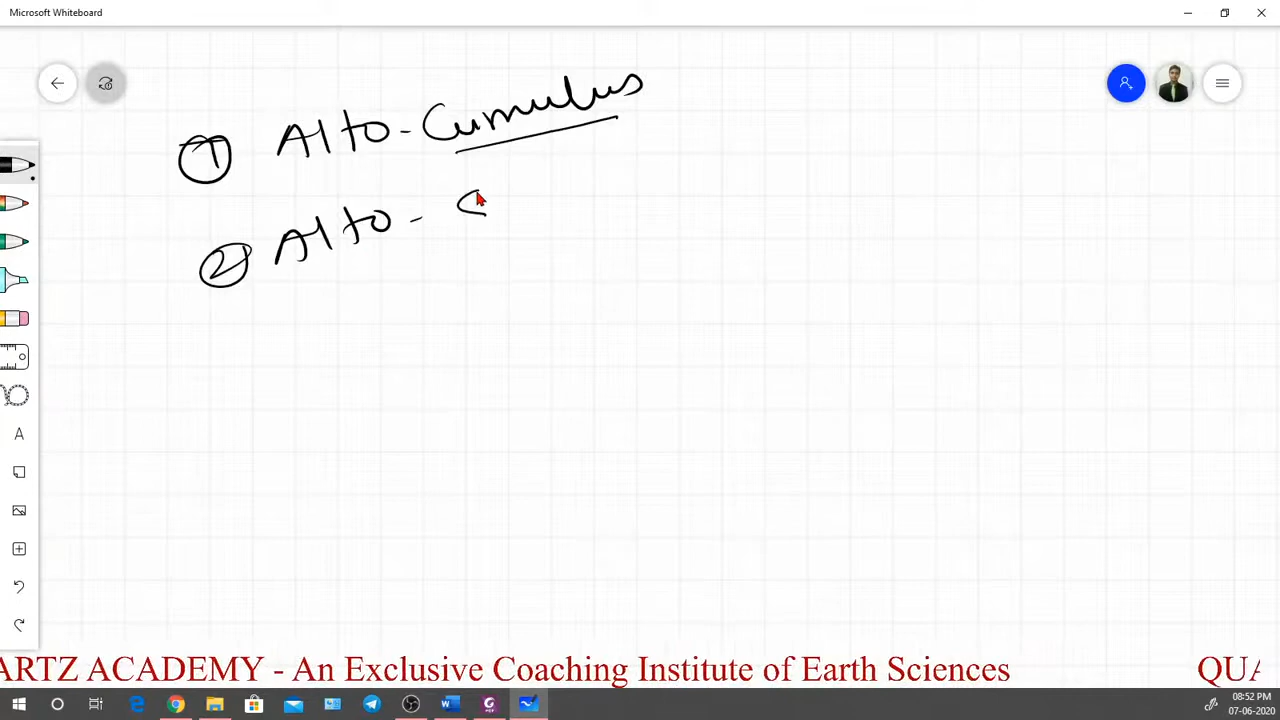 Microsoft Whiteboard
1 Alto-Cumulus
2 Alto-
A
ARTZ ACADEMY - An Exclusive Coaching Institute of Earth Sciences QUA
08:52 PM
07-06-2020